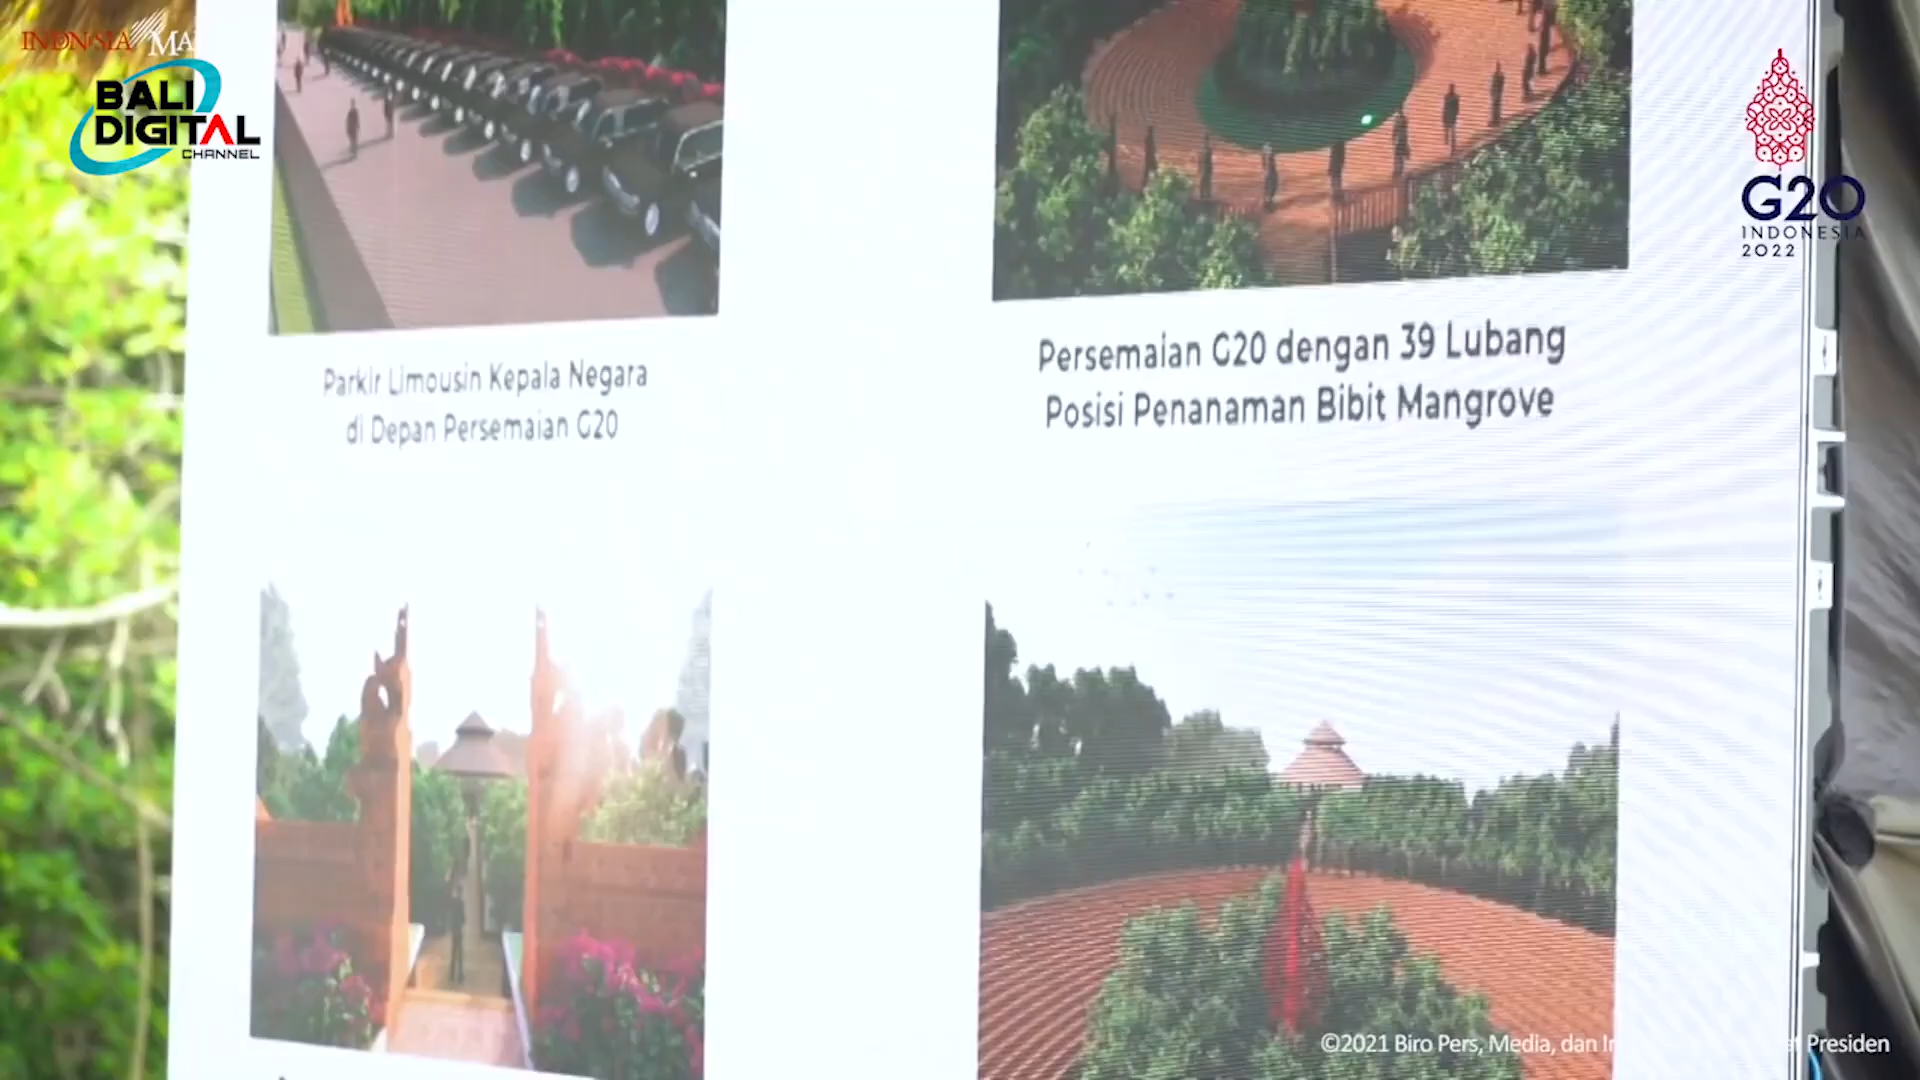 BALI
DIGITAL
CHANNEL
G20
INDONESIA
2022
Parkir Limousin Kepala Negara
di Depan Persemaian G20
Persemaian G20 dengan 39 Lubang
Posisi Penanaman Bibit Mangrove
©2021 Biro Pers, Media, dan Presiden